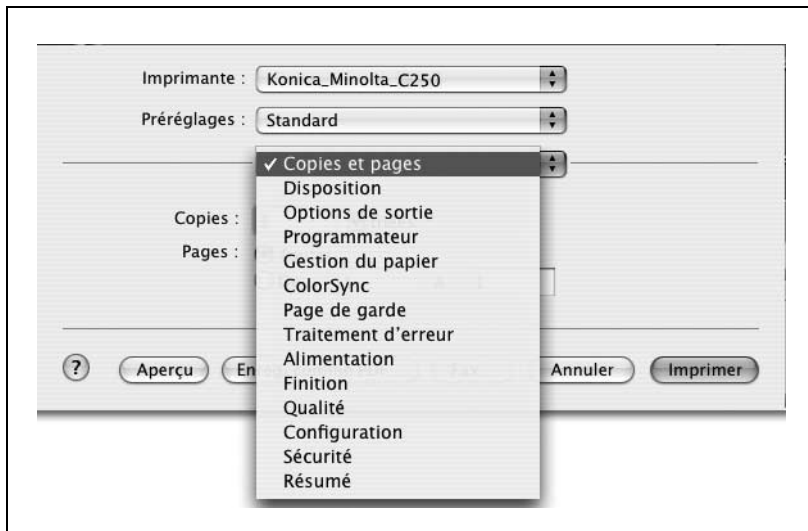 Imprimante : Konica_Minolta_C250
Préréglages : Standard
✓ Copies et pages
Disposition
Options de sortie
Programmateur
Gestion du papier
ColorSync
Page de garde
Traitement d'erreur
Alimentation
Finition
Qualité
Configuration
Sécurité
Résumé
Copies :
Pages :
? Aperçu En Annuler Imprimer